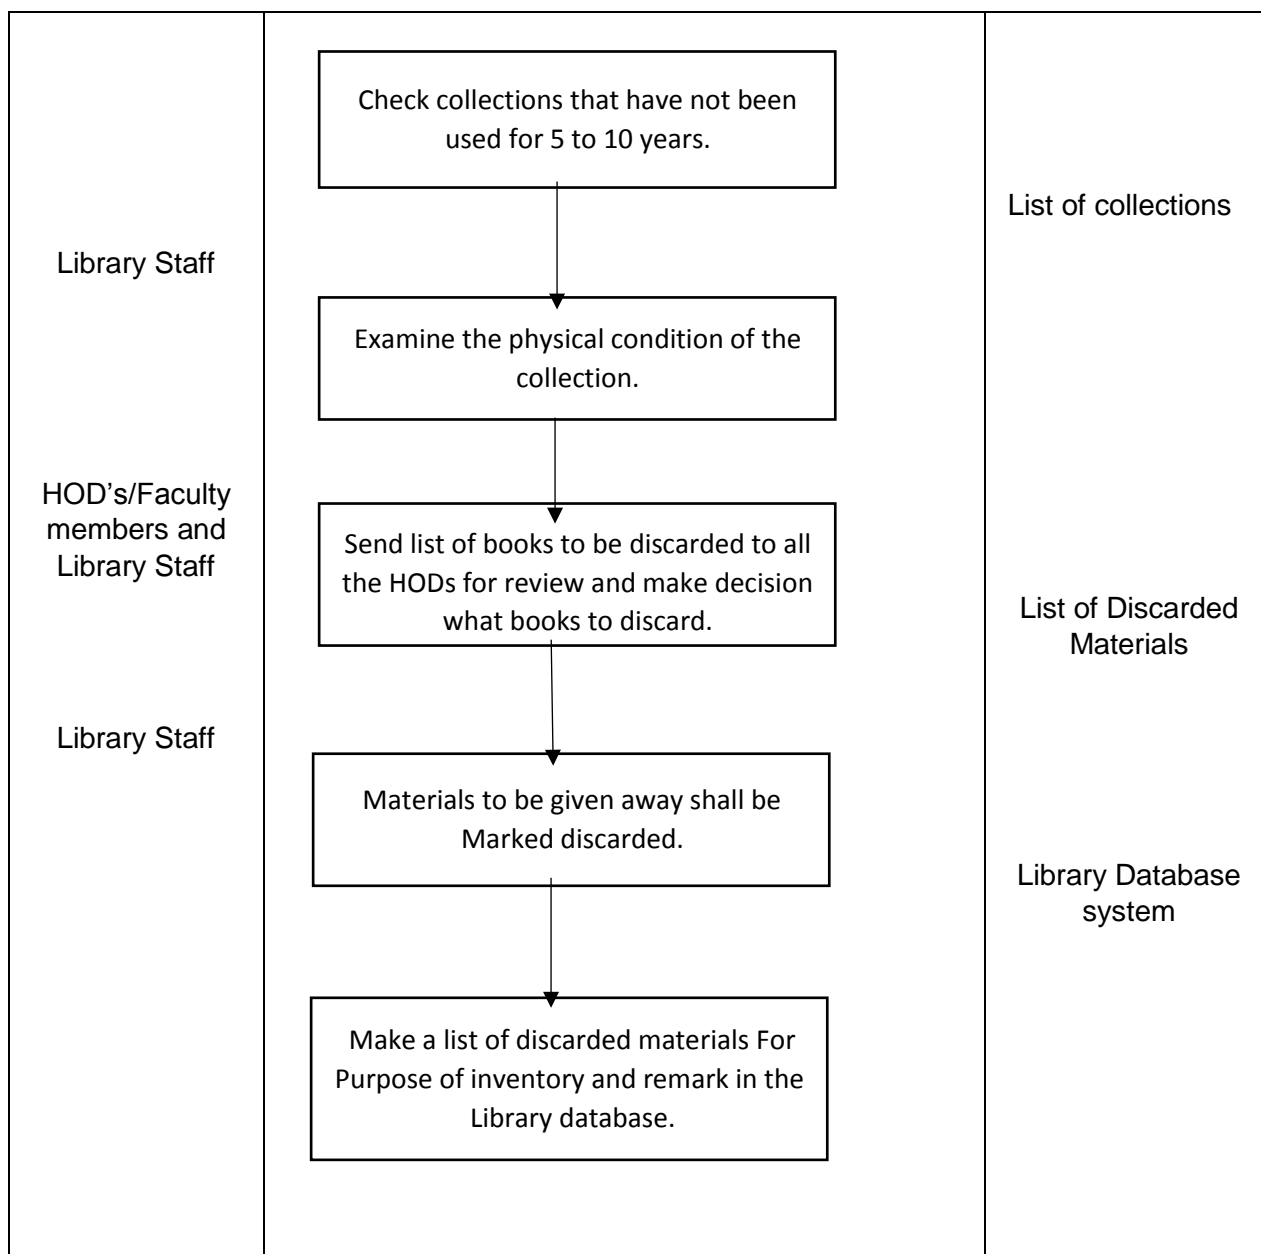 Check collections that have not been
used for 5 to 10 years.
List of collections
Library Staff
Examine the physical condition of the
collection.
HOD’s/Faculty
members and
Library Staff
Send list of books to be discarded to all
the HODs for review and make decision
what books to discard.
List of Discarded
Materials
Library Staff
Materials to be given away shall be
Marked discarded.
Library Database
system
Make a list of discarded materials For
Purpose of inventory and remark in the
Library database.